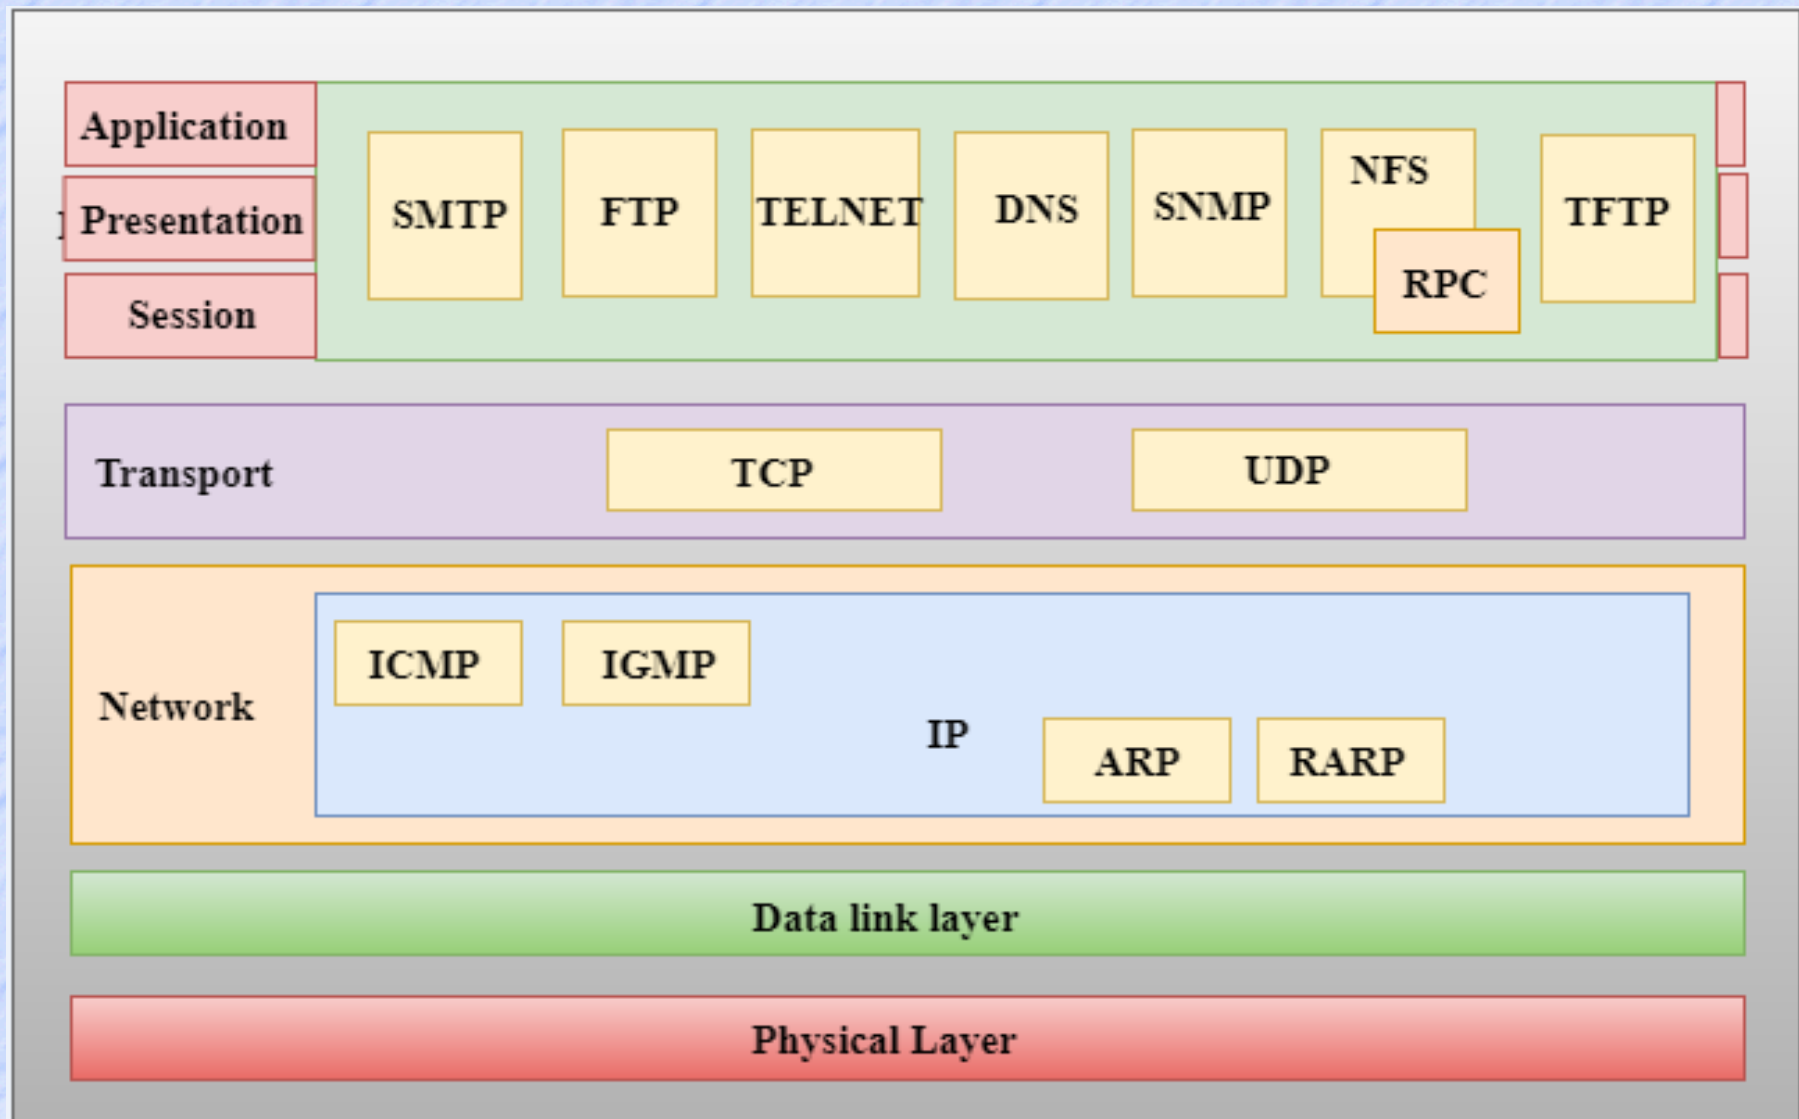 Application
Presentation
Session
SMTP
FTP
TELNET
DNS
SNMP
NFS
RPC
TFTP
Transport
TCP
UDP
Network
ICMP
IGMP
IP
ARP
RARP
Data link layer
Physical Layer